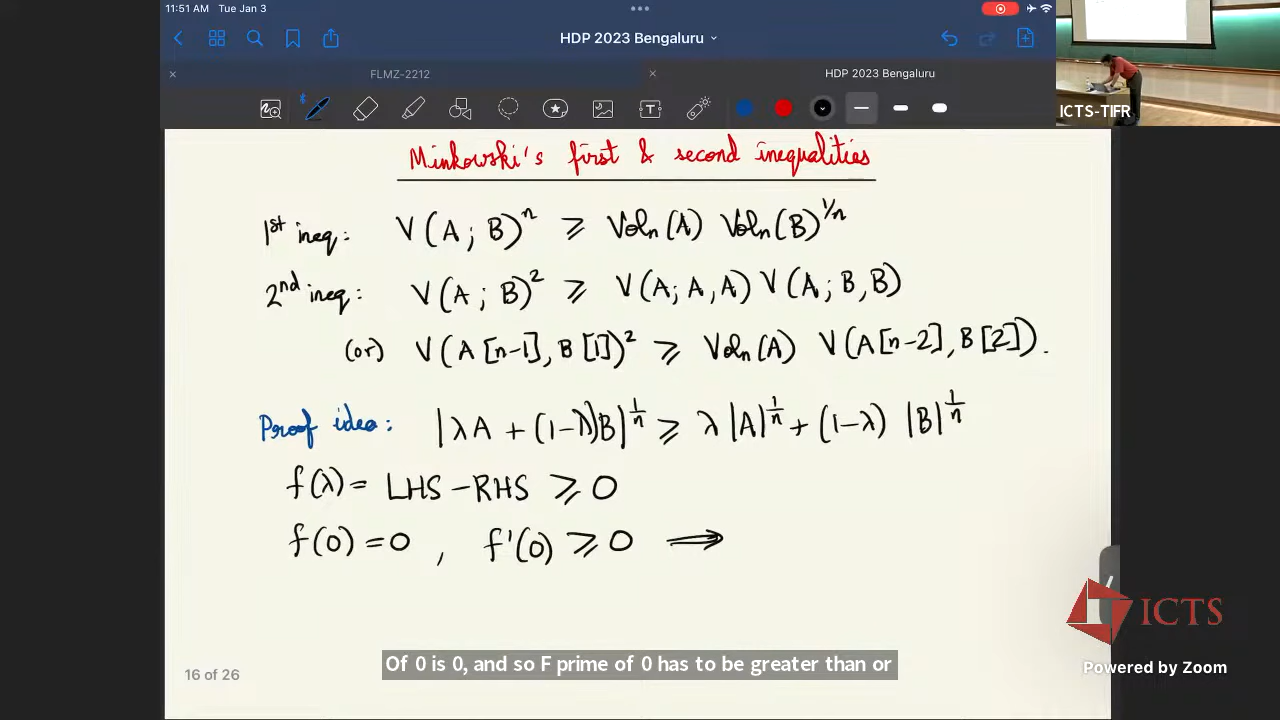 11:51 AM Tue Jan 3
HDP 2023 Bengaluru
FLMZ-2212
HDP 2023 Bengaluru
ICTS-TIFR
Minkowski's first & second inequalities
1st ineq: V(A; B)^n ≥ Voln(A) Voln(B)^{1/n}
2nd ineq: V(A; B)^2 ≥ V(A; A, A) V(A; B, B)
(or) V(A[n-1], B[1])^2 ≥ Voln(A) V(A[n-2], B[2]).
Proof idea: |λA + (1-λ)B|^{1/n} ≥ λ|A|^{1/n} + (1-λ) |B|^{1/n}
f(λ) = LHS - RHS ≥ 0
f(0) = 0 , f'(0) ≥ 0 ⟹
ICTS
Of 0 is 0, and so F prime of 0 has to be greater than or
16 of 26
Powered by Zoom